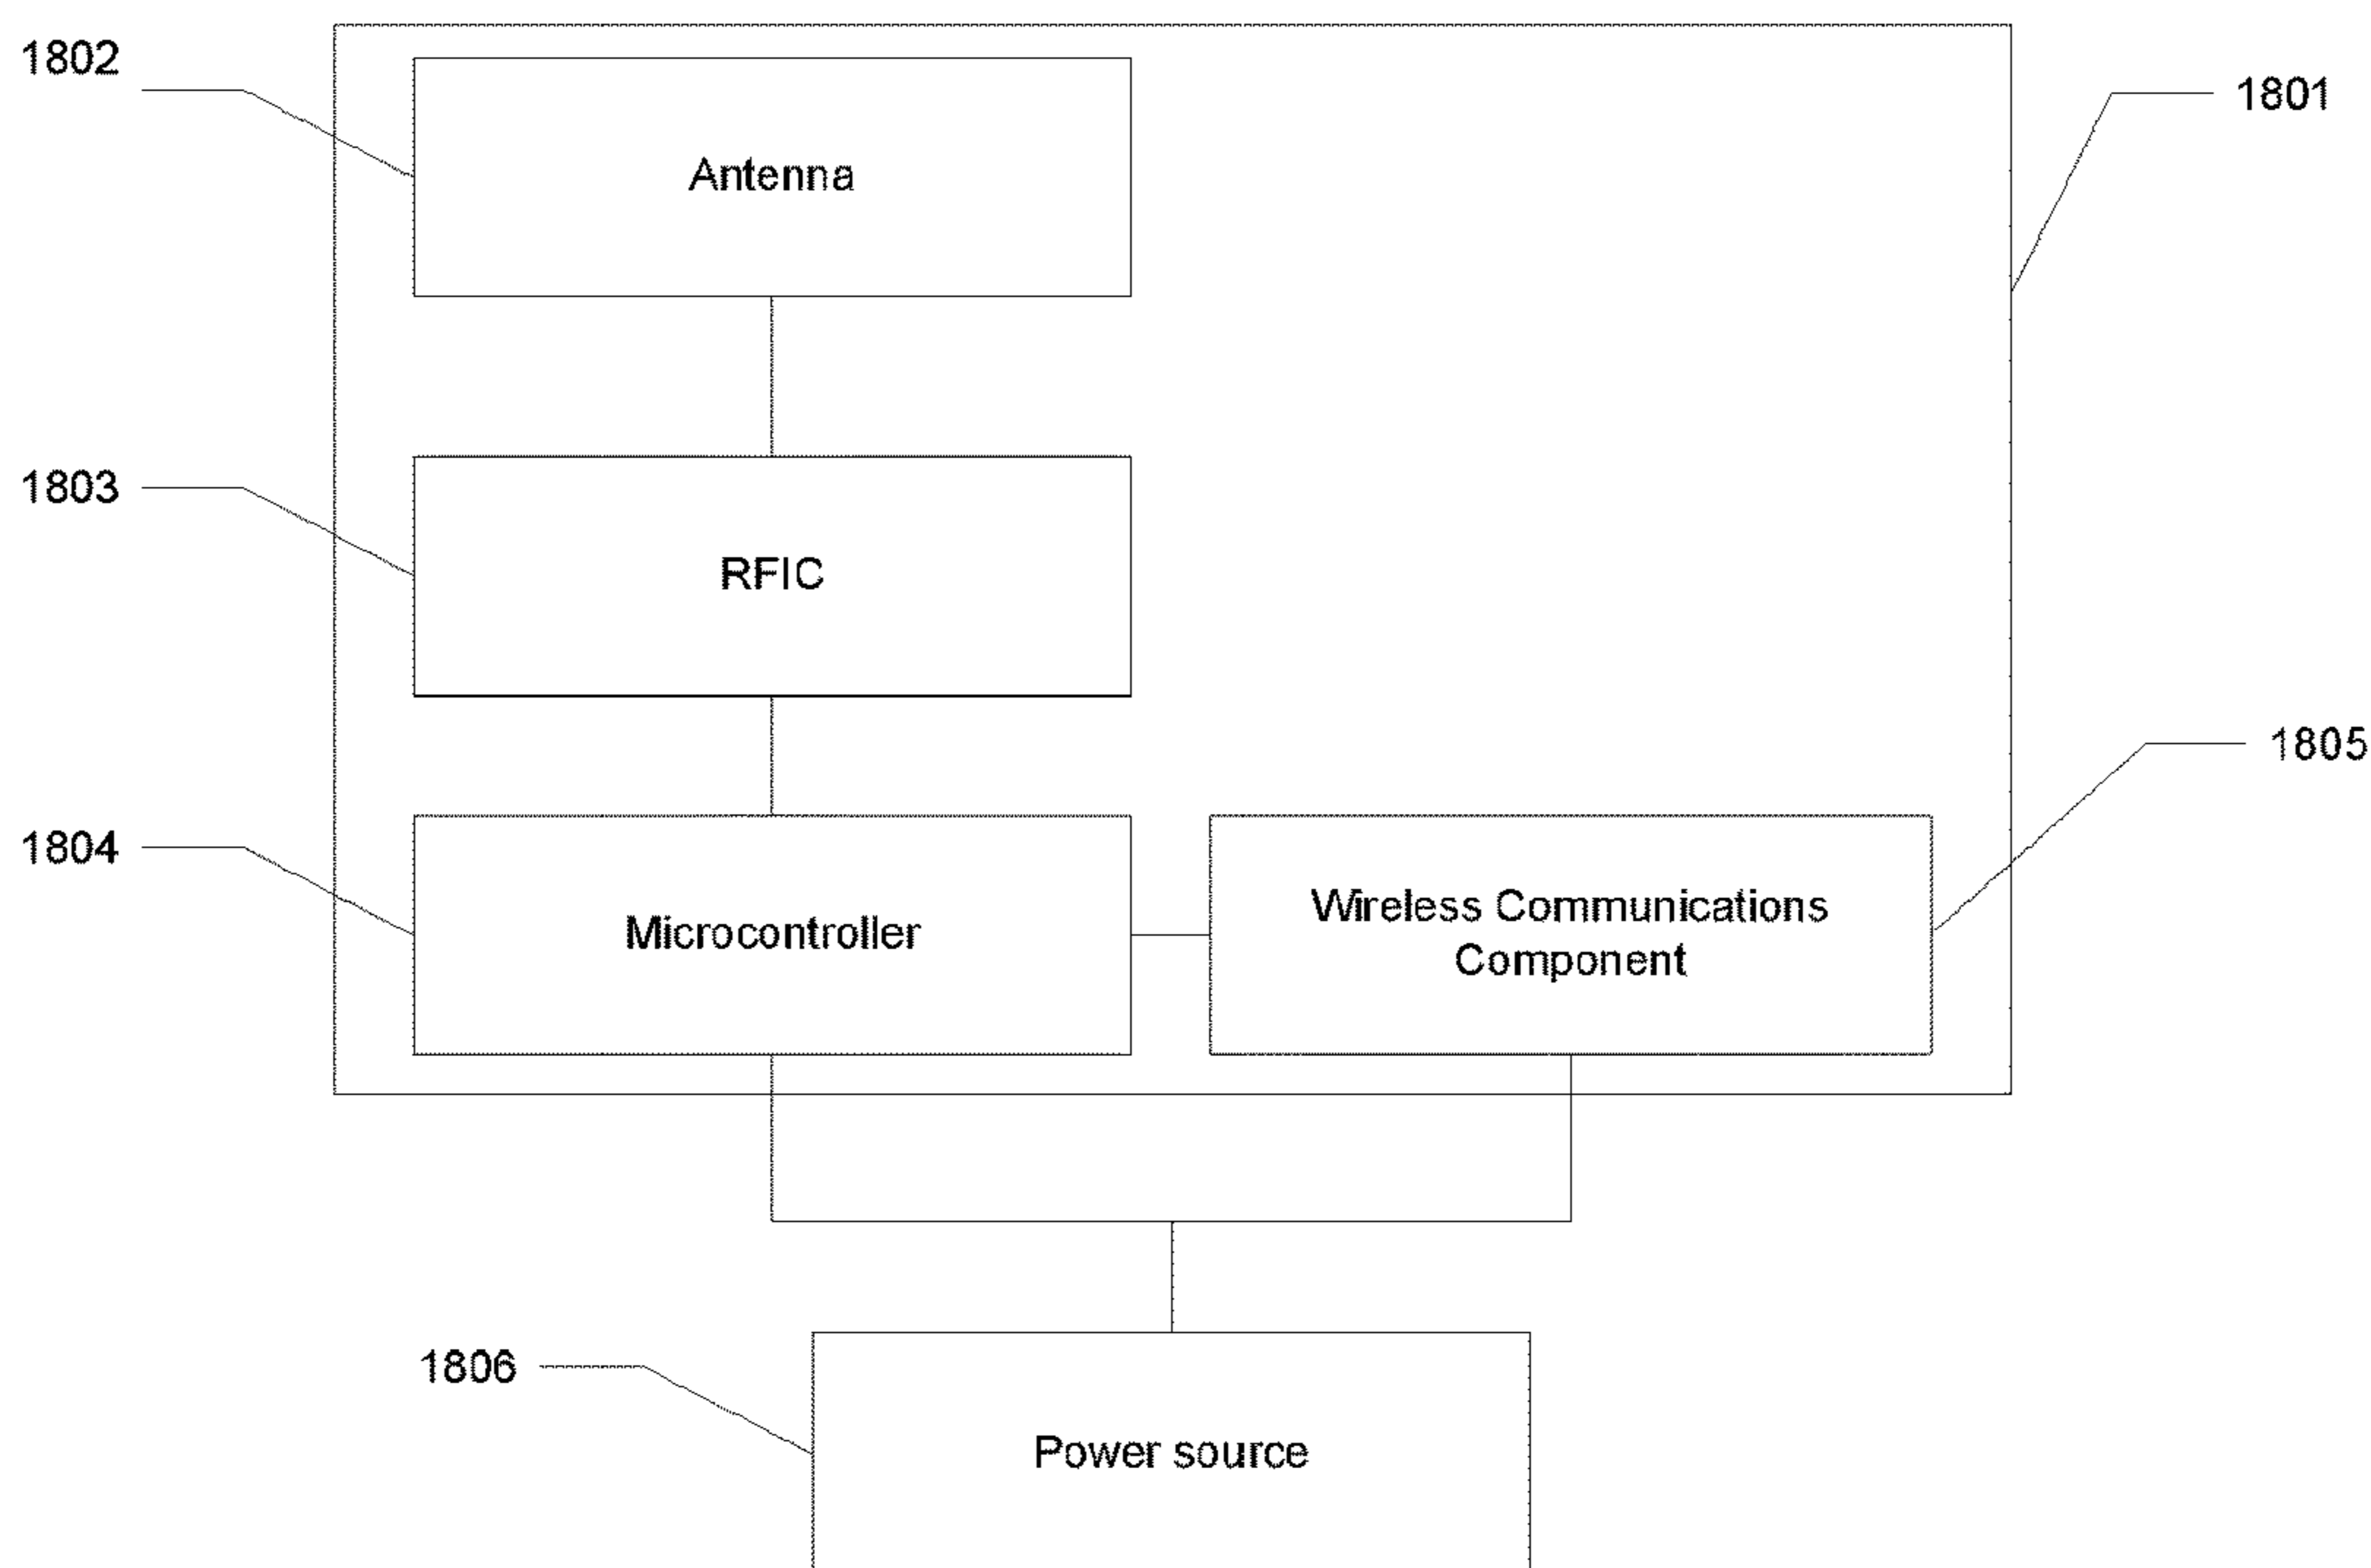 1802
1801
Antenna
1803
RFIC
1805
1804
Microcontroller
Wireless Communications
Component
1806
Power source